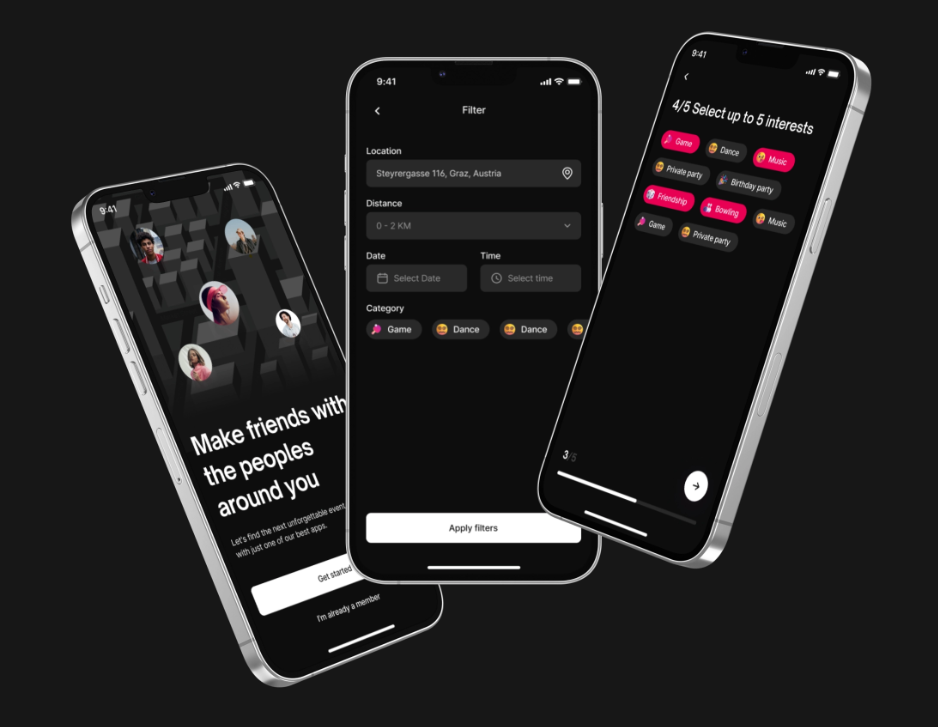 9:41
Make friends with
the peoples
around you
Let's find the next unforgettable event
with just one of our best apps.
Get started
I'm already a member
9:41
Filter
Location
Steyrergasse 116, Graz, Austria
Distance
0 - 2 KM
Date
Time
Select Date
Select time
Category
Game
Dance
Dance
Apply filters
9:41
4/5 Select up to 5 interests
Game
Dance
Music
Private party
Birthday party
Friendship
Bowling
Music
Game
Private party
3/5